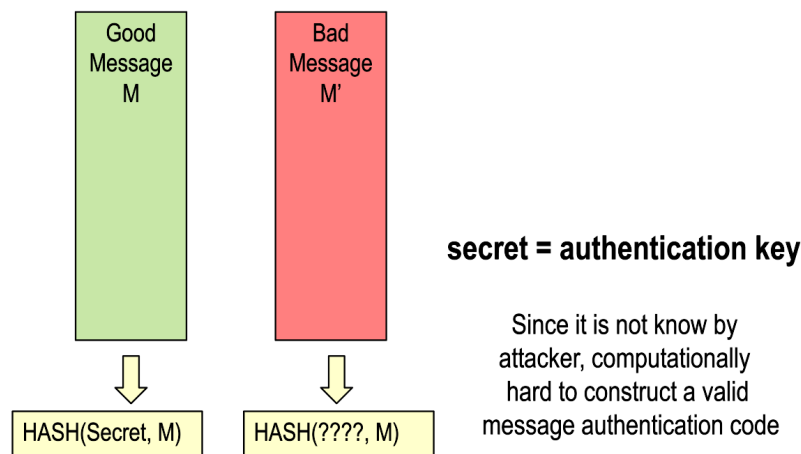 Good
Message
M
Bad
Message
M’
secret = authentication key
Since it is not know by
attacker, computationally
hard to construct a valid
message authentication code
HASH(Secret, M)
HASH(????, M)